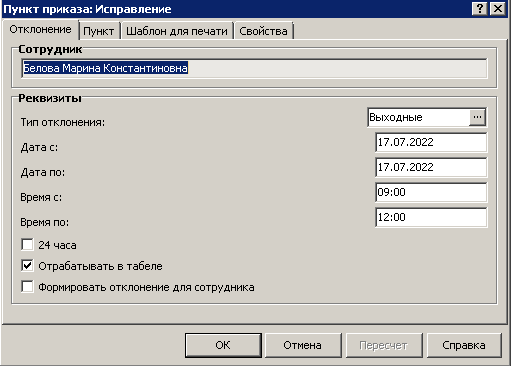 Пункт приказа: Исправление
Отклонение Пункт Шаблон для печати Свойства
Сотрудник
Белова Марина Константиновна
Реквизиты
Тип отклонения: Выходные ...
Дата с: 17.07.2022
Дата по: 17.07.2022
Время с: 09:00
Время по: 12:00
24 часа
Отрабатывать в табеле
Формировать отклонение для сотрудника
ОК Отмена Пересчет Справка